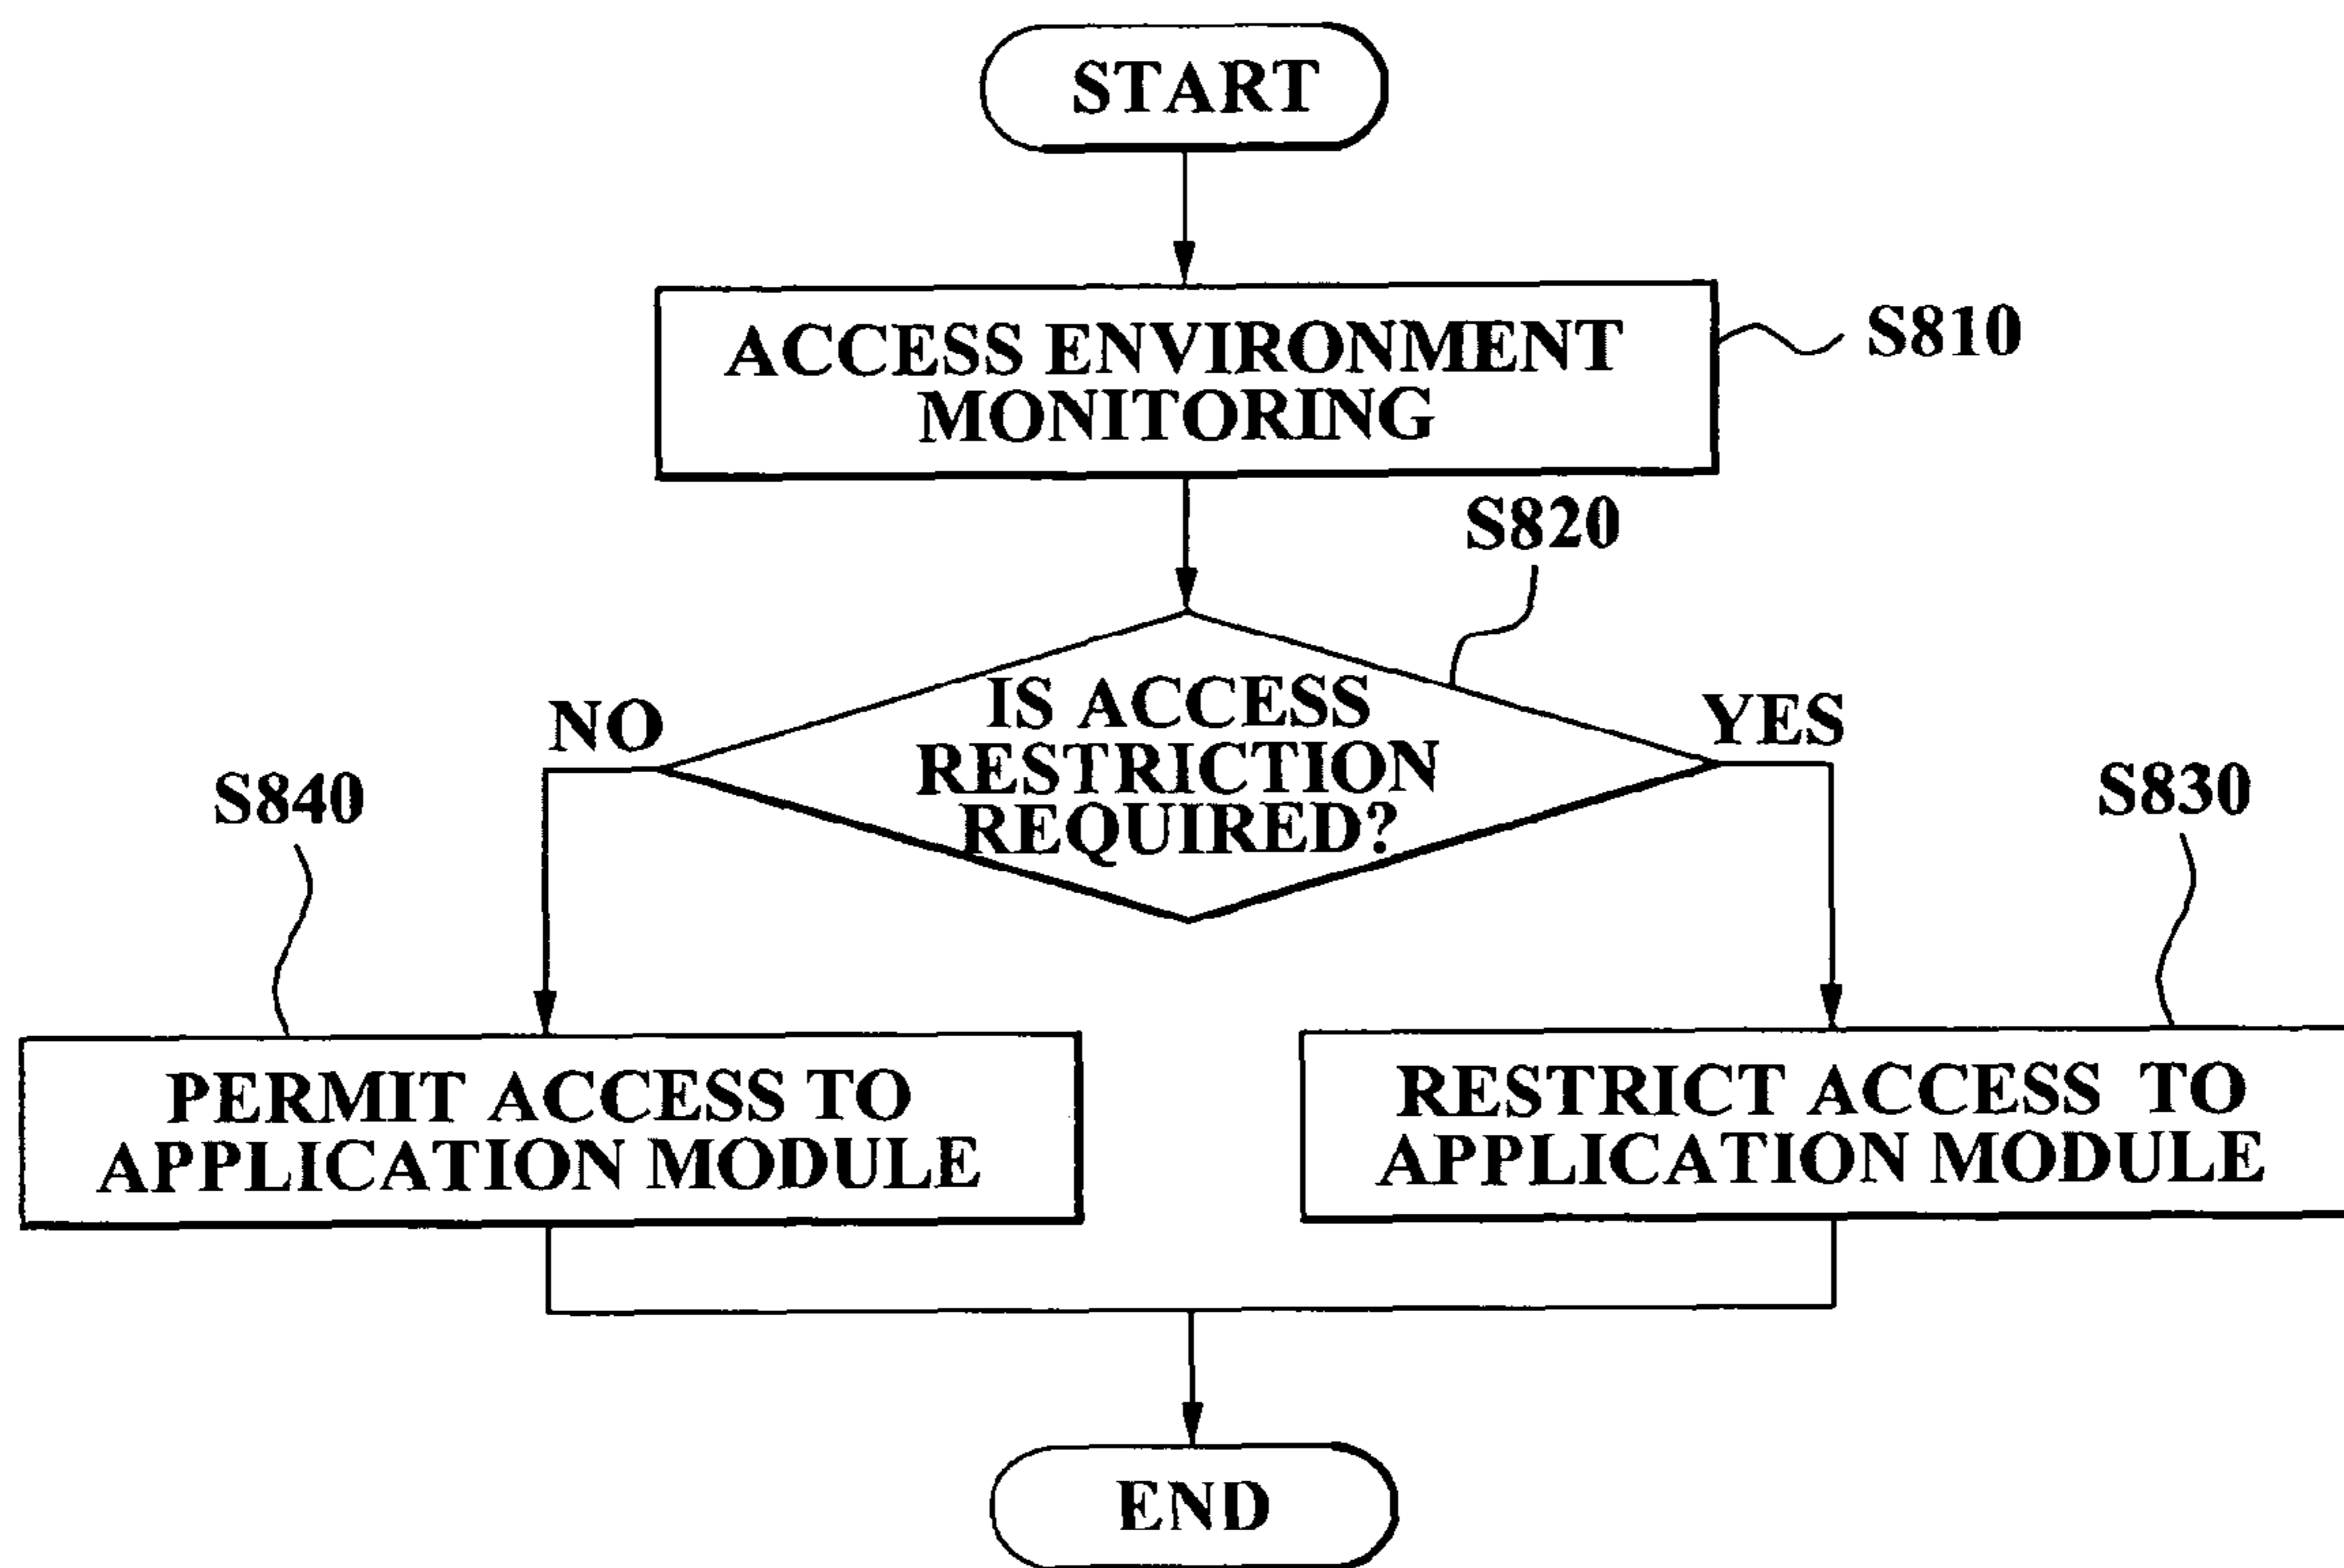 START
ACCESS ENVIRONMENT
MONITORING
S810
S820
IS ACCESS
RESTRICTION
REQUIRED?
NO
YES
S840
S830
PERMIT ACCESS TO
APPLICATION MODULE
RESTRICT ACCESS TO
APPLICATION MODULE
END